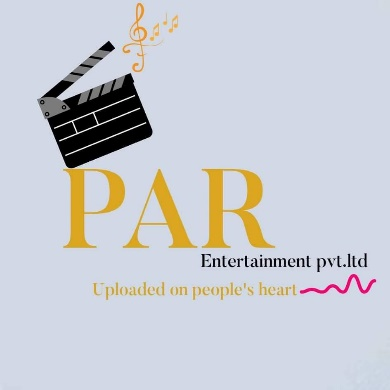 PAR
Entertainment pvt.ltd
Uploaded on people's heart